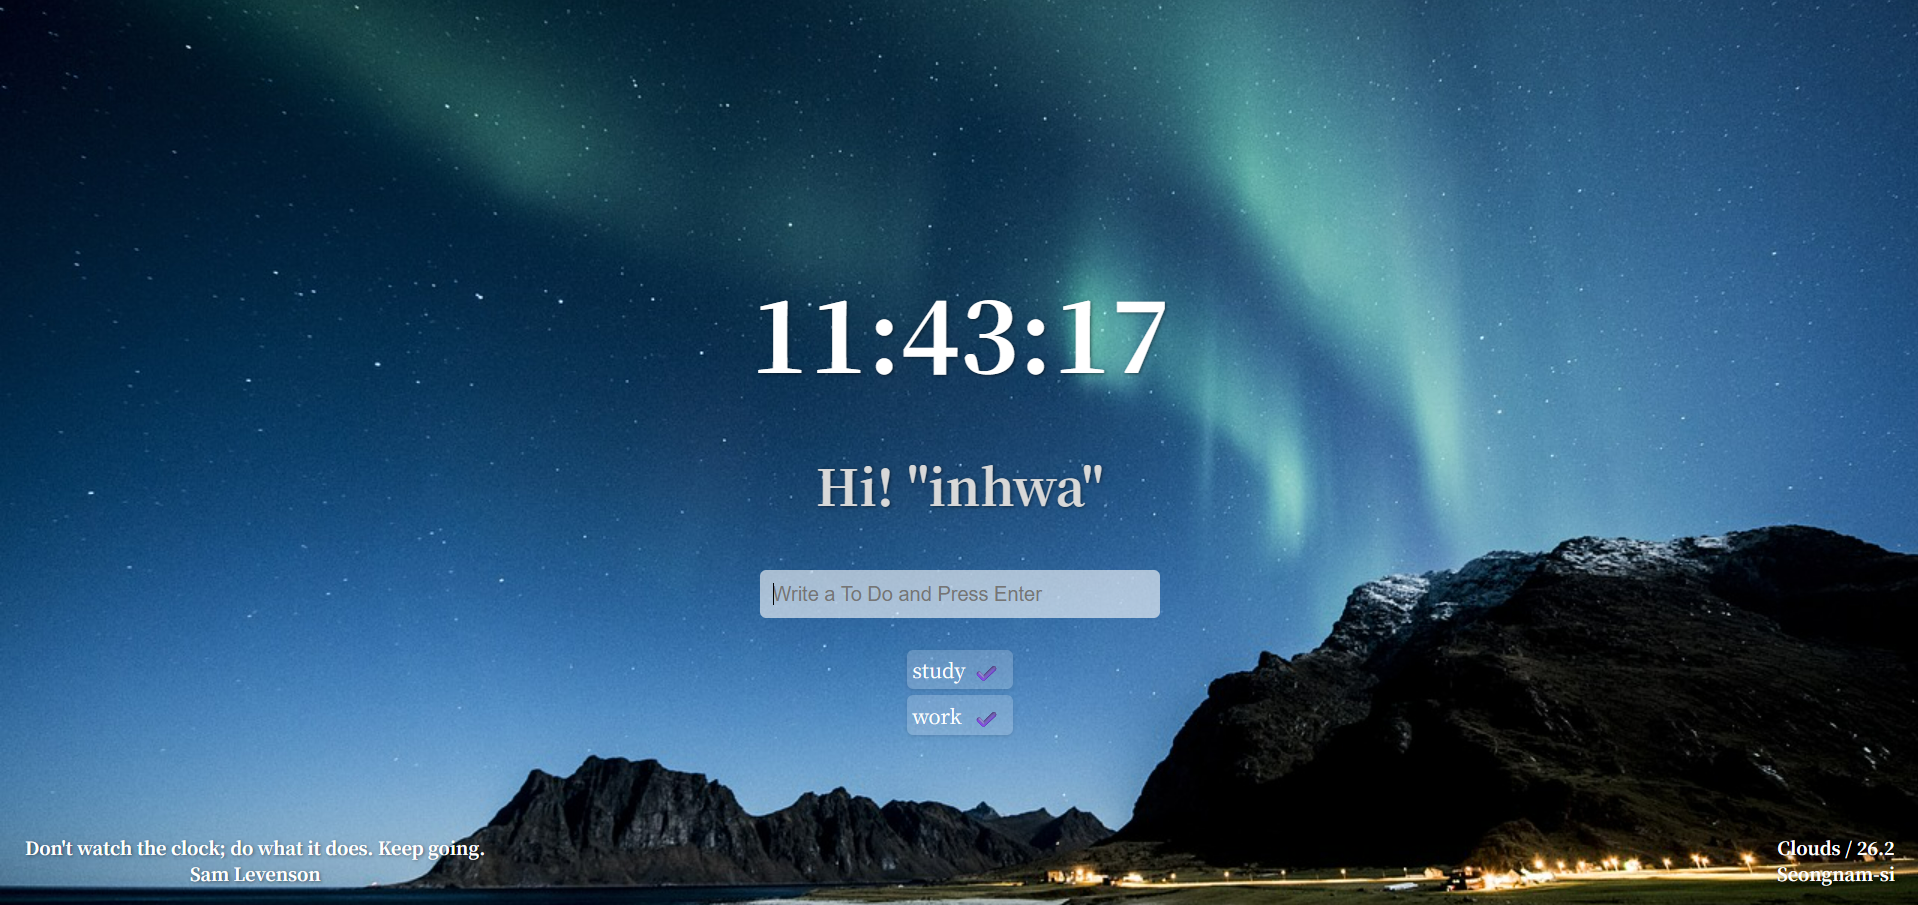 11:43:17
Hi! "inhwa"
Write a To Do and Press Enter
study
work
Don't watch the clock; do what it does. Keep going.
Sam Levenson
Clouds / 26.2
Seongnam-si